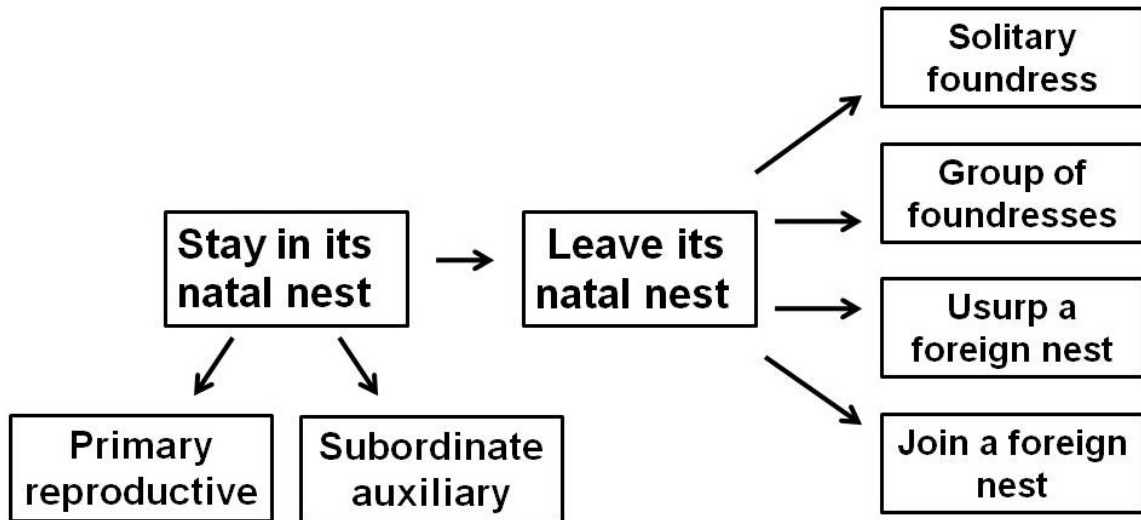 Solitary
foundress
Group of
foundresses
Stay in its
natal nest
Leave its
natal nest
Usurp a
foreign nest
Primary
reproductive
Subordinate
auxiliary
Join a foreign
nest